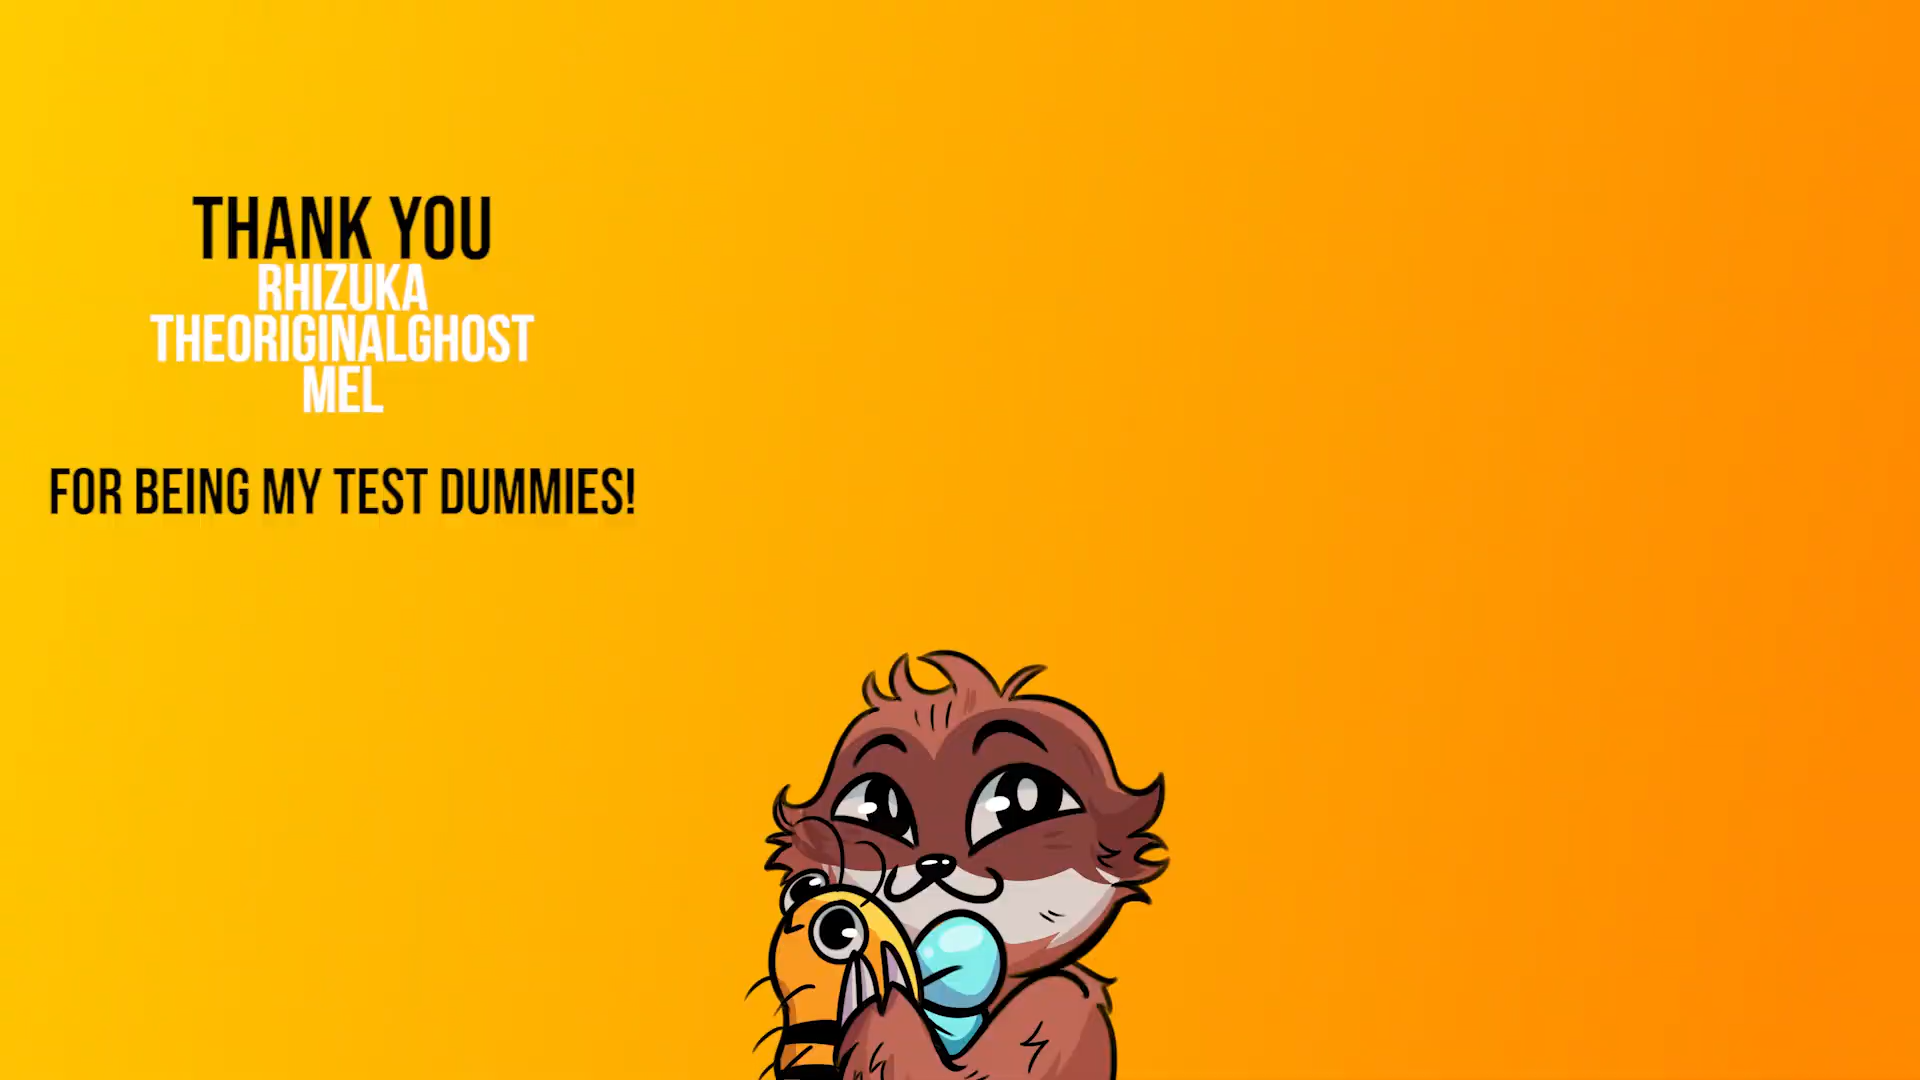 THANK YOU
RHIZUKA
THEORIGINALGHOST
MEL
FOR BEING MY TEST DUMMIES!